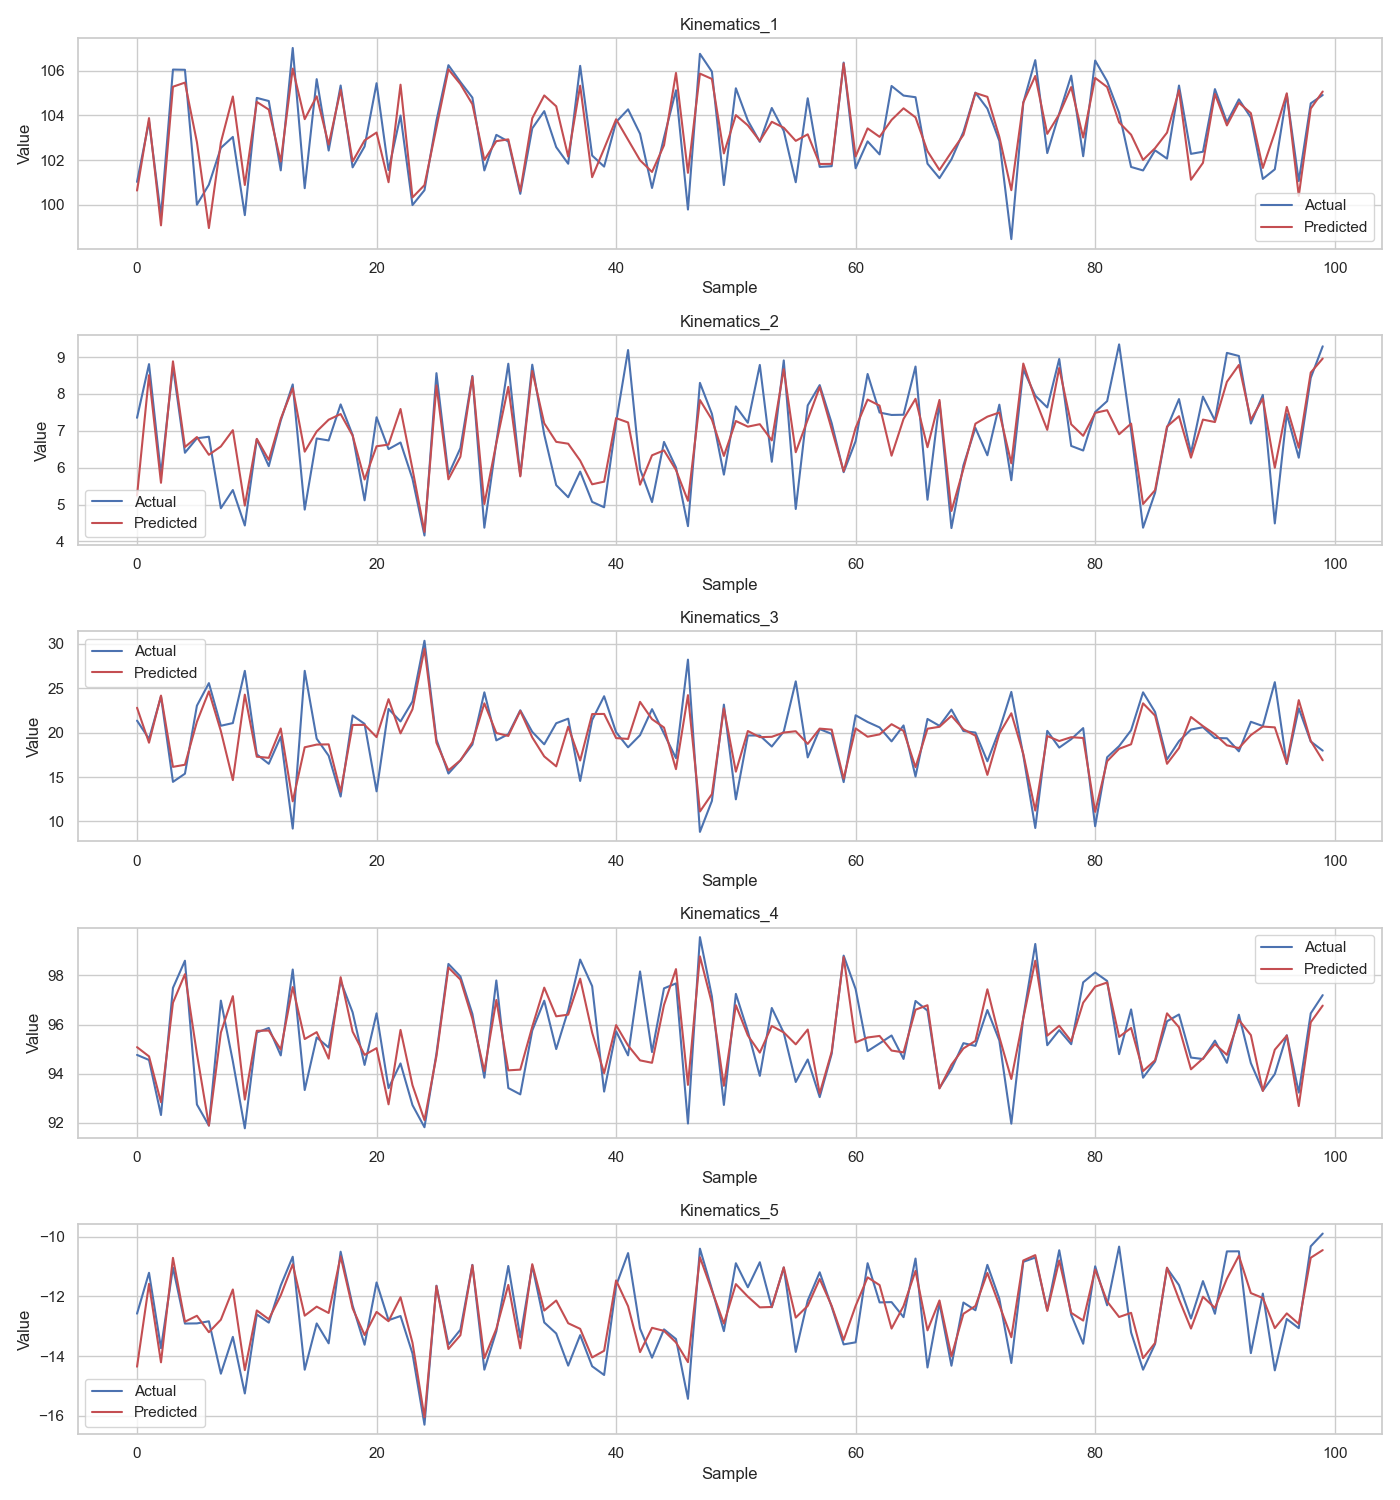 Kinematics_1
106
104
102
100
Value
Actual
Predicted
0 20 40 60 80 100
Sample
Kinematics_2
9
8
7
6
5
4
Value
Actual
Predicted
0 20 40 60 80 100
Sample
Kinematics_3
30
25
20
15
10
Value
Actual
Predicted
0 20 40 60 80 100
Sample
Kinematics_4
98
96
94
92
Value
Actual
Predicted
0 20 40 60 80 100
Sample
Kinematics_5
−10
−12
−14
−16
Value
Actual
Predicted
0 20 40 60 80 100
Sample